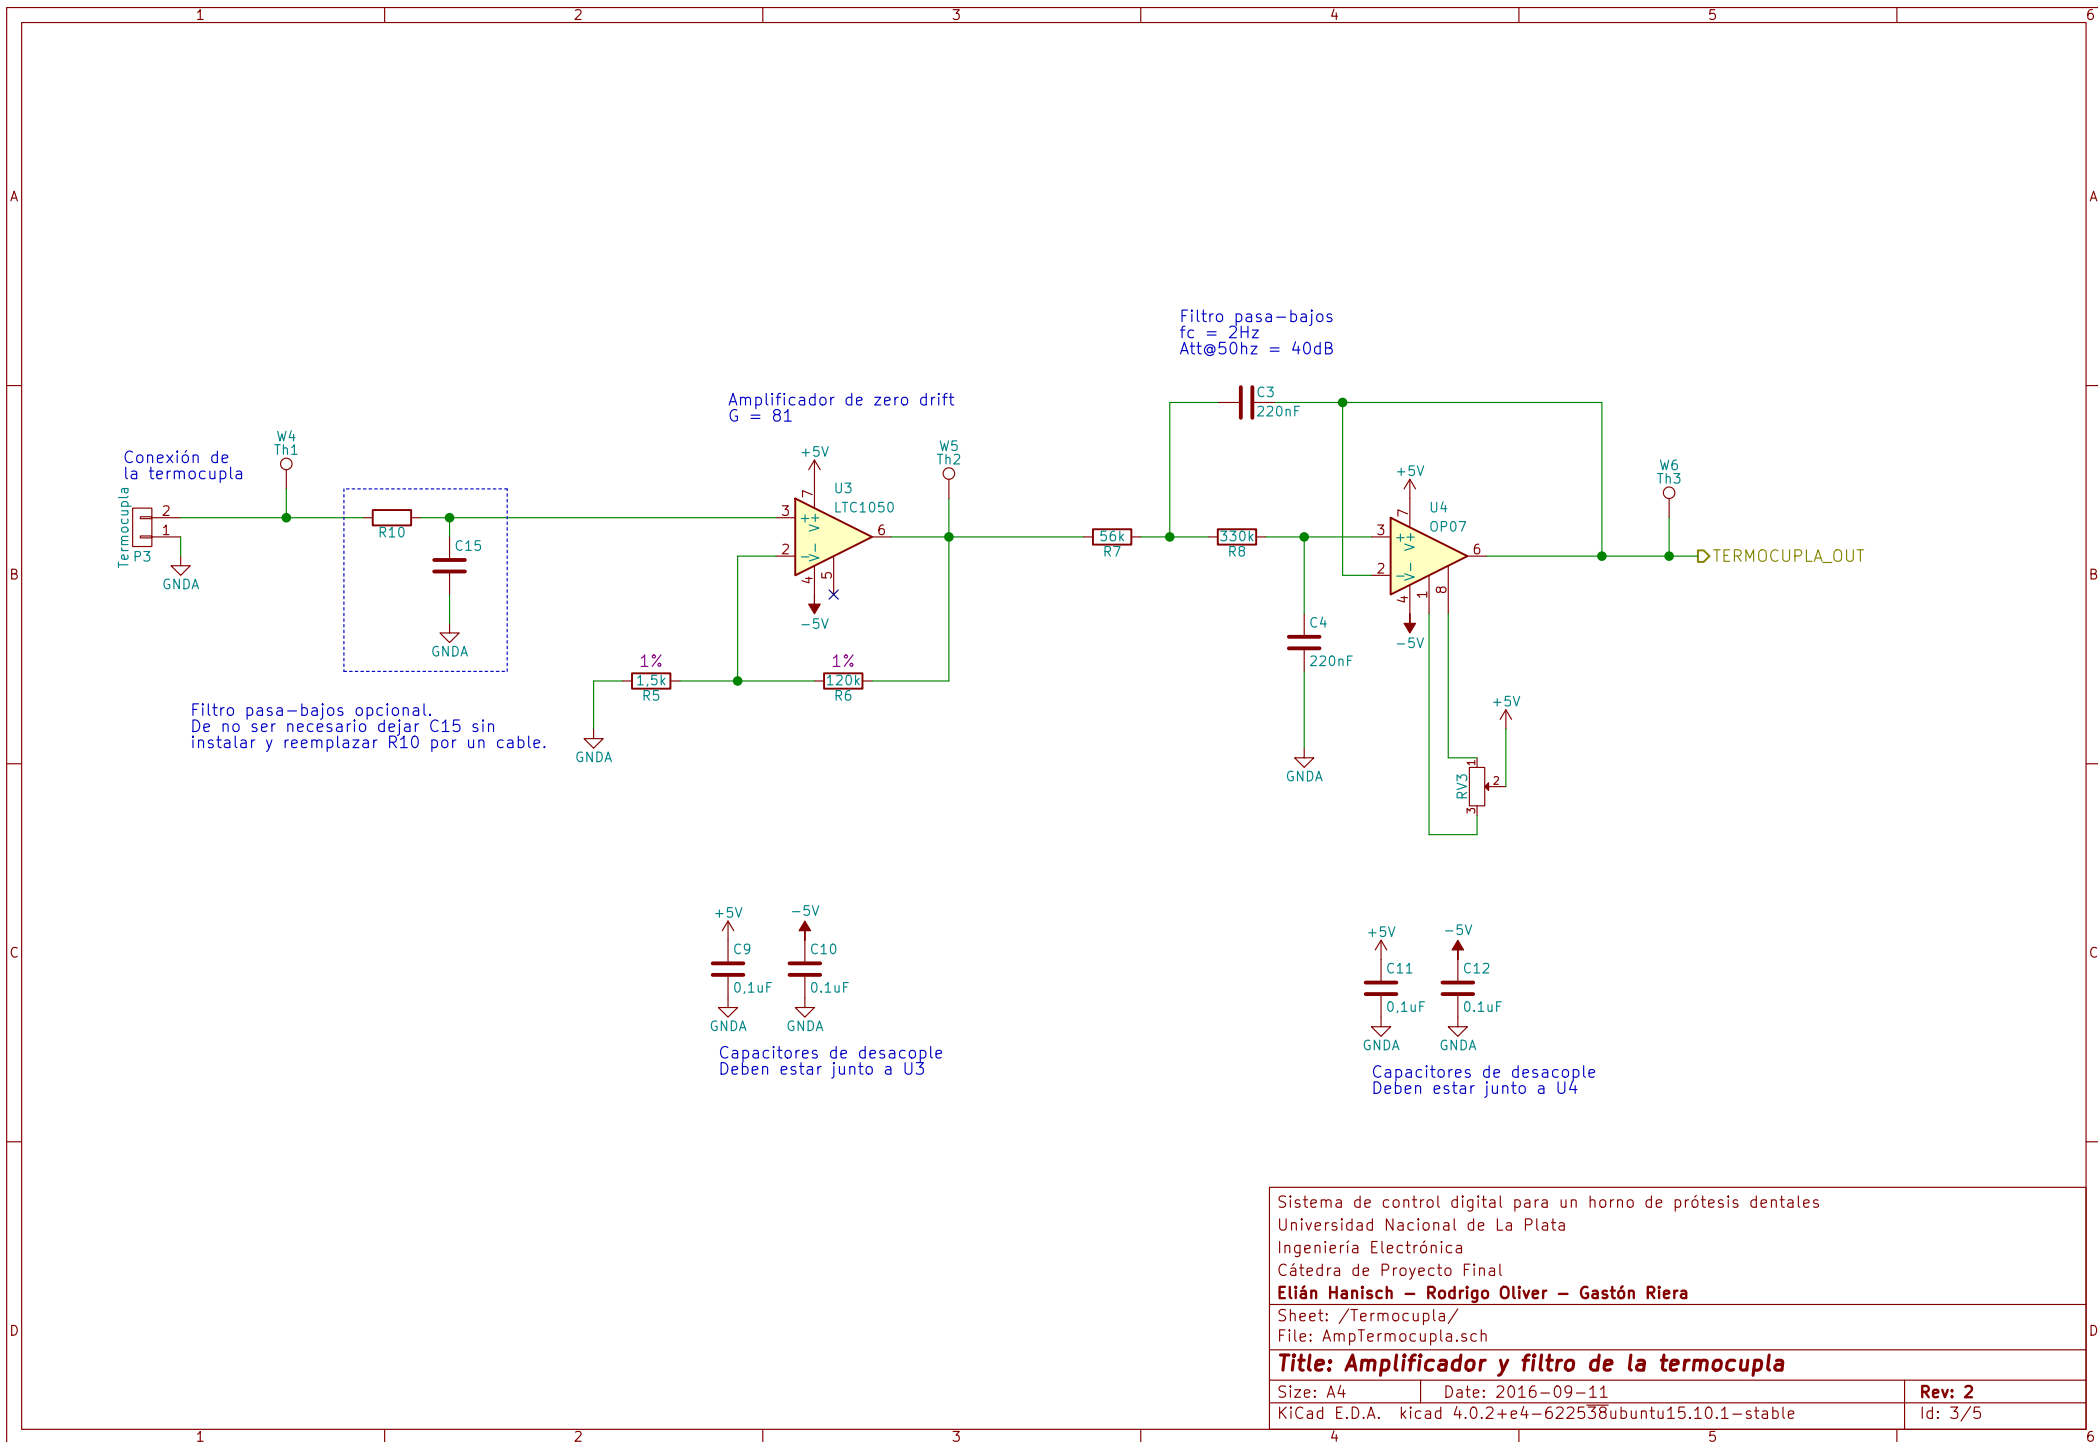 1 2 3 4 5 6
A A
B B
C C
D D
1 2 3 4 5 6
Filtro pasa-bajos
fc = 2Hz
Att@50hz = 40dB
C3
220nF
Amplificador de zero drift
G = 81
Conexión de
la termocupla
W4
Th1
Termocupla
2
1
P3
GNDA
R10
C15
GNDA
Filtro pasa-bajos opcional.
De no ser necesario dejar C15 sin
instalar y reemplazar R10 por un cable.
+5V
U3
LTC1050
7
3
++
V+
2
-
V-
6
4
5
-5V
W5
Th2
1%
1,5k
R5
1%
120k
R6
GNDA
56k
R7
330k
R8
+5V
U4
OP07
7
3
++
V+
2
-
V-
6
4
1
8
-5V
W6
Th3
TERMOCUPLA_OUT
C4
220nF
GNDA
+5V
RV3
1
2
3
+5V
C9
0,1uF
GNDA
-5V
C10
0.1uF
GNDA
Capacitores de desacople
Deben estar junto a U3
+5V
C11
0,1uF
GNDA
-5V
C12
0.1uF
GNDA
Capacitores de desacople
Deben estar junto a U4
Sistema de control digital para un horno de prótesis dentales
Universidad Nacional de La Plata
Ingeniería Electrónica
Cátedra de Proyecto Final
Elián Hanisch - Rodrigo Oliver - Gastón Riera
Sheet: /Termocupla/
File: AmpTermocupla.sch
Title: Amplificador y filtro de la termocupla
Size: A4 Date: 2016-09-11 Rev: 2
KiCad E.D.A. kicad 4.0.2+e4-622538ubuntu15.10.1-stable Id: 3/5